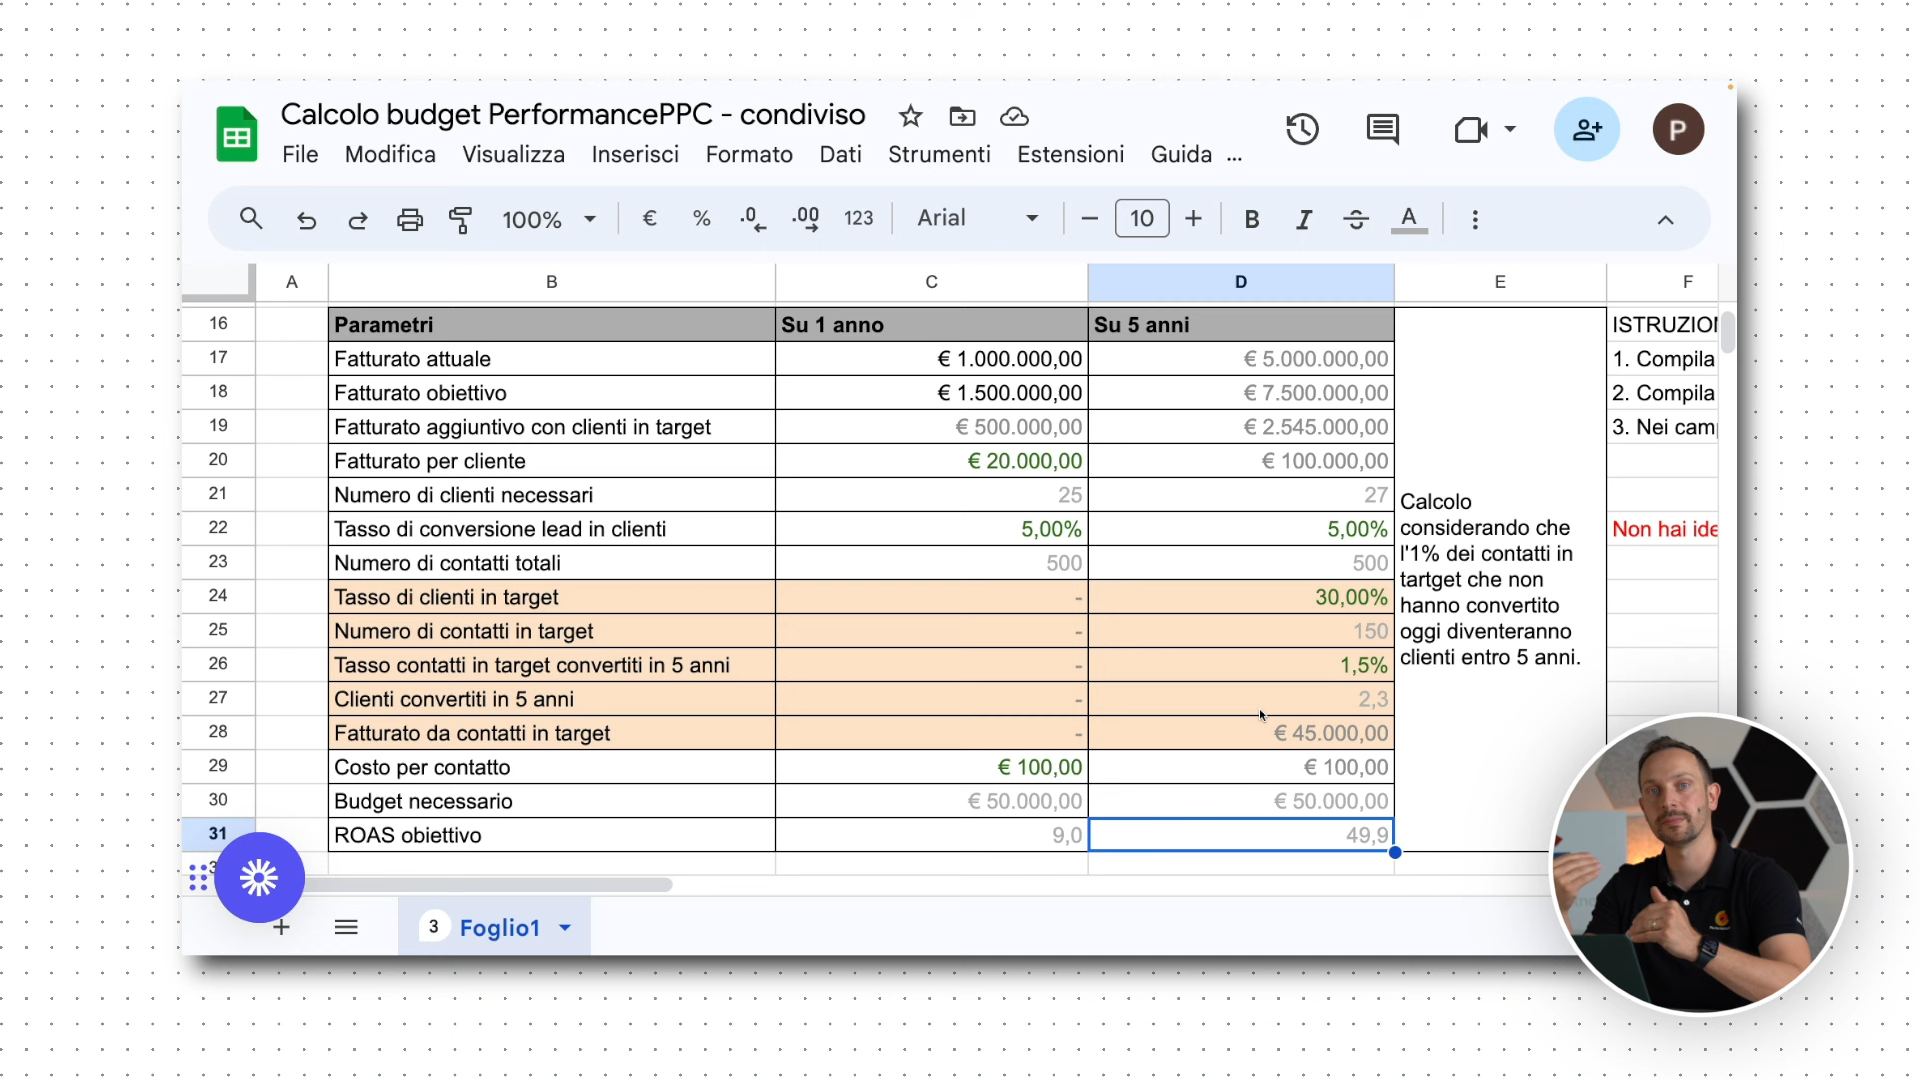 Calcolo budget PerformancePPC - condiviso
File Modifica Visualizza Inserisci Formato Dati Strumenti Estensioni Guida ...
P
100% € % .0 .00 123 Arial 10 B I S A
A B C D E F
16 Parametri Su 1 anno Su 5 anni ISTRUZIO
17 Fatturato attuale € 1.000.000,00 € 5.000.000,00 1. Compila
18 Fatturato obiettivo € 1.500.000,00 € 7.500.000,00 2. Compila
19 Fatturato aggiuntivo con clienti in target € 500.000,00 € 2.545.000,00 3. Nei cam
20 Fatturato per cliente € 20.000,00 € 100.000,00
21 Numero di clienti necessari 25 27
22 Tasso di conversione lead in clienti 5,00% 5,00% Non hai ide
23 Numero di contatti totali 500 500
24 Tasso di clienti in target - 30,00%
25 Numero di contatti in target - 150
26 Tasso contatti in target convertiti in 5 anni - 1,5%
27 Clienti convertiti in 5 anni - 2,3
28 Fatturato da contatti in target - € 45.000,00
29 Costo per contatto € 100,00 € 100,00
30 Budget necessario € 50.000,00 € 50.000,00
31 ROAS obiettivo 9,0 49,9
Calcolo
considerando che
l'1% dei contatti in
tartget che non
hanno convertito
oggi diventeranno
clienti entro 5 anni.
3 Foglio1